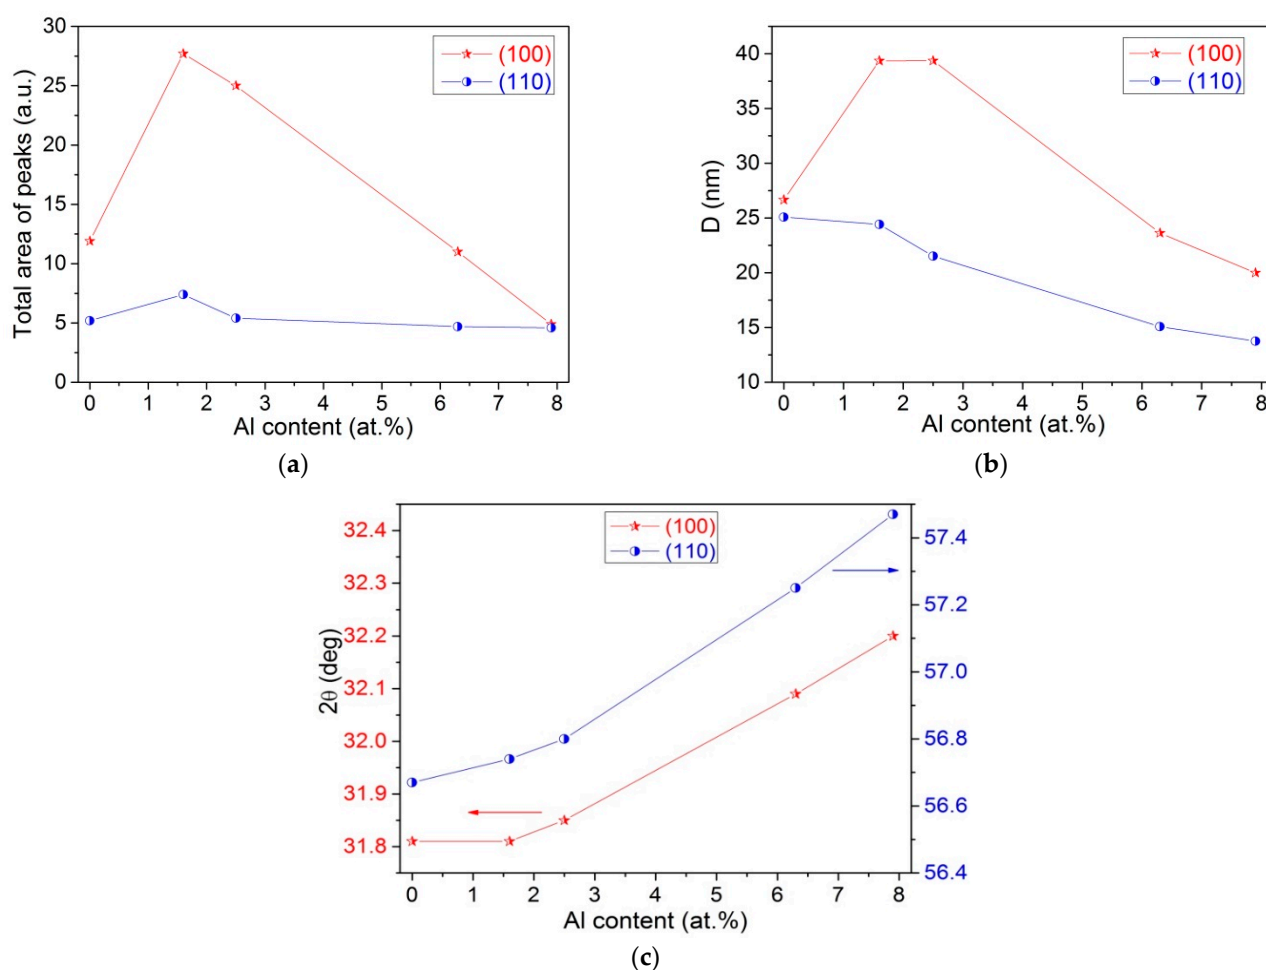 Total area of peaks (a.u.)
30
25
20
15
10
5
0
(100)
(110)
0 1 2 3 4 5 6 7 8
Al content (at.%)
(a)
D (nm)
40
35
30
25
20
15
10
(100)
(110)
0 1 2 3 4 5 6 7 8
Al content (at.%)
(b)
2θ (deg)
32.4
32.3
32.2
32.1
32.0
31.9
31.8
(100)
(110)
57.4
57.2
57.0
56.8
56.6
56.4
0 1 2 3 4 5 6 7 8
Al content (at.%)
(c)